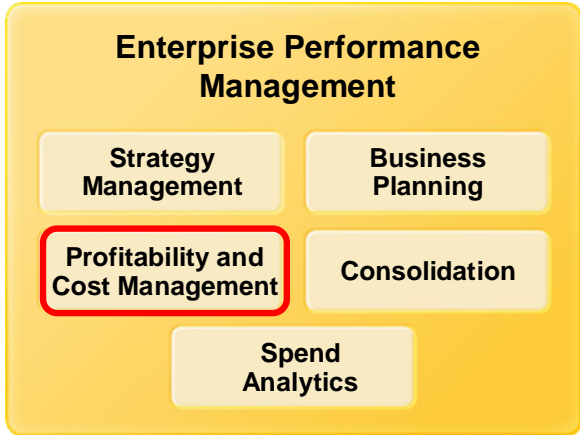 Enterprise Performance
Management
Strategy
Management
Business
Planning
Profitability and
Cost Management
Consolidation
Spend
Analytics